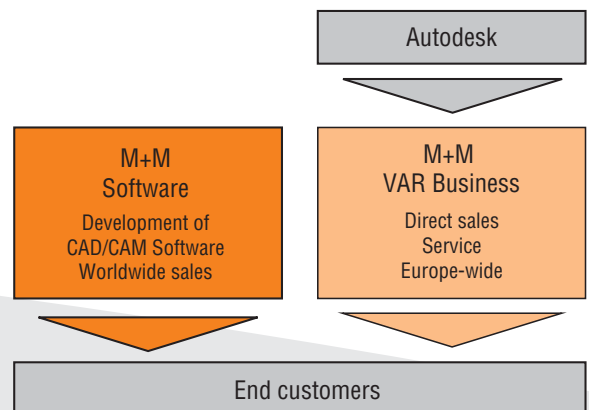 Autodesk
M+M
Software
Development of
CAD/CAM Software
Worldwide sales
M+M
VAR Business
Direct sales
Service
Europe-wide
End customers